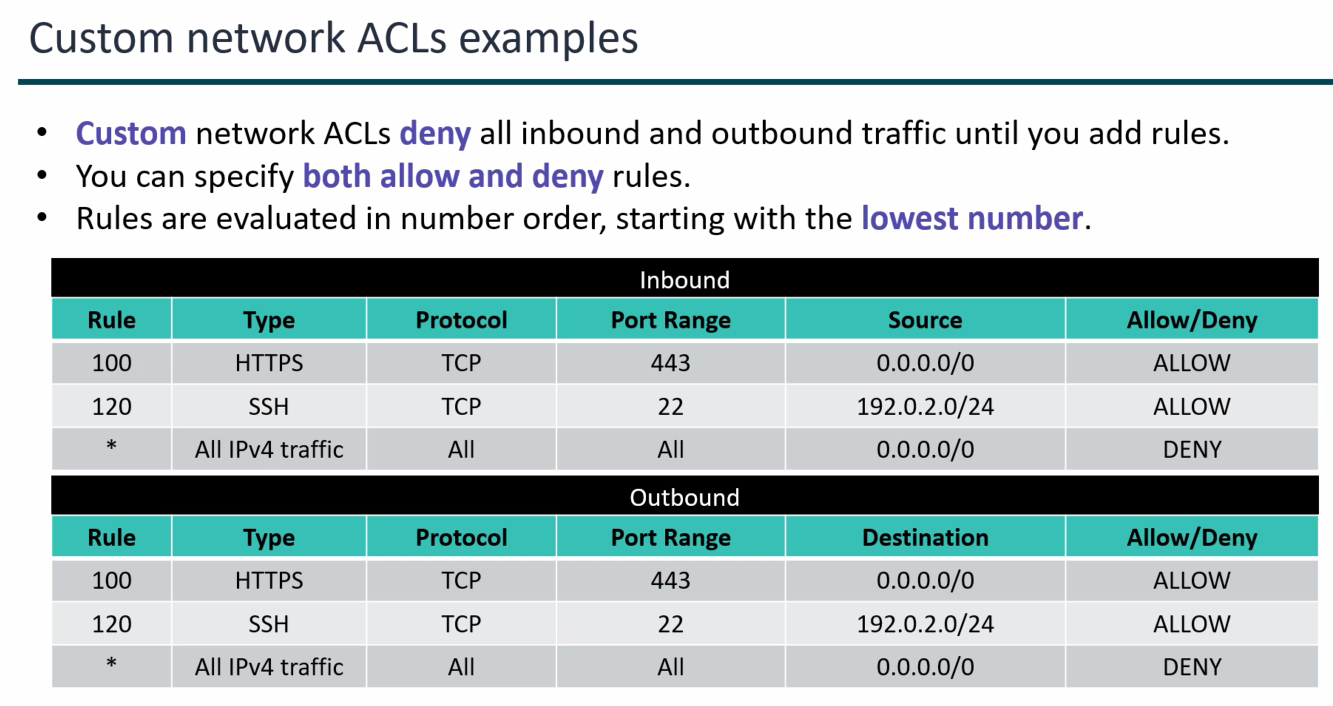 Custom network ACLs examples
• Custom network ACLs deny all inbound and outbound traffic until you add rules.
• You can specify both allow and deny rules.
• Rules are evaluated in number order, starting with the lowest number.
Inbound
Rule Type Protocol Port Range Source Allow/Deny
100 HTTPS TCP 443 0.0.0.0/0 ALLOW
120 SSH TCP 22 192.0.2.0/24 ALLOW
* All IPv4 traffic All All 0.0.0.0/0 DENY
Outbound
Rule Type Protocol Port Range Destination Allow/Deny
100 HTTPS TCP 443 0.0.0.0/0 ALLOW
120 SSH TCP 22 192.0.2.0/24 ALLOW
* All IPv4 traffic All All 0.0.0.0/0 DENY